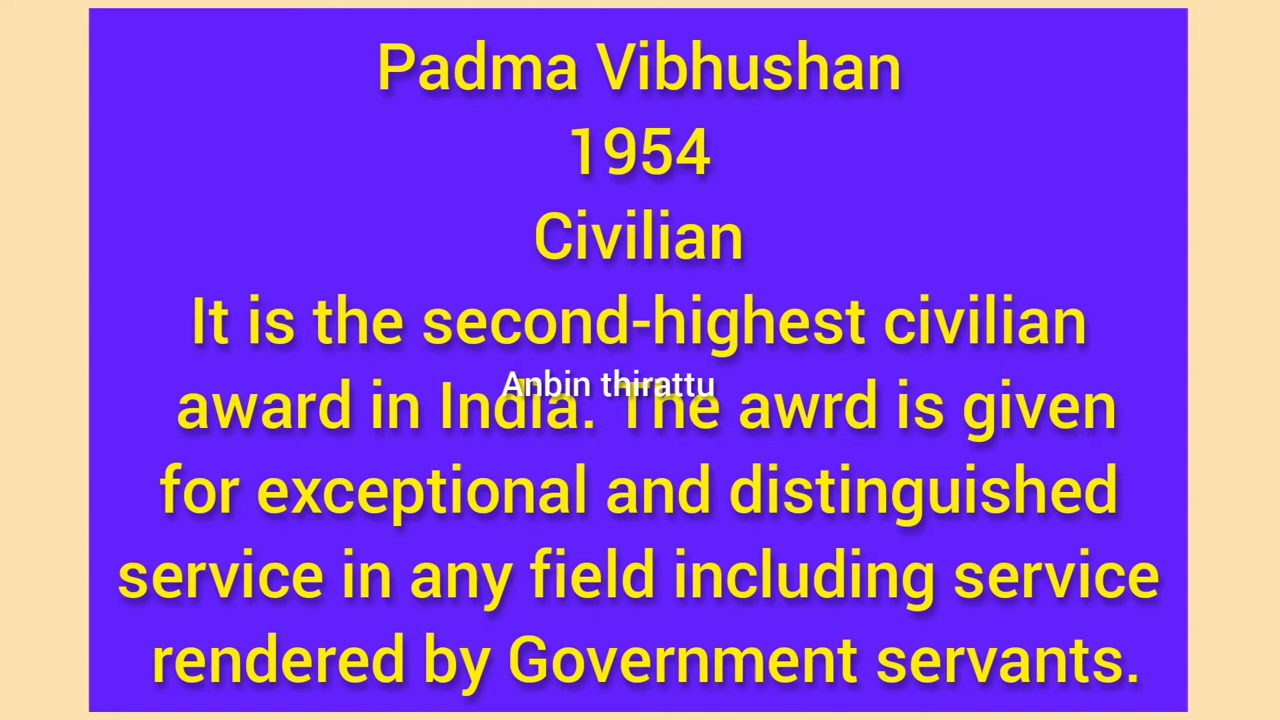 Padma Vibhushan
1954
Civilian
It is the second-highest civilian
Anbin thirattu
award in India. The awrd is given
for exceptional and distinguished
service in any field including service
rendered by Government servants.